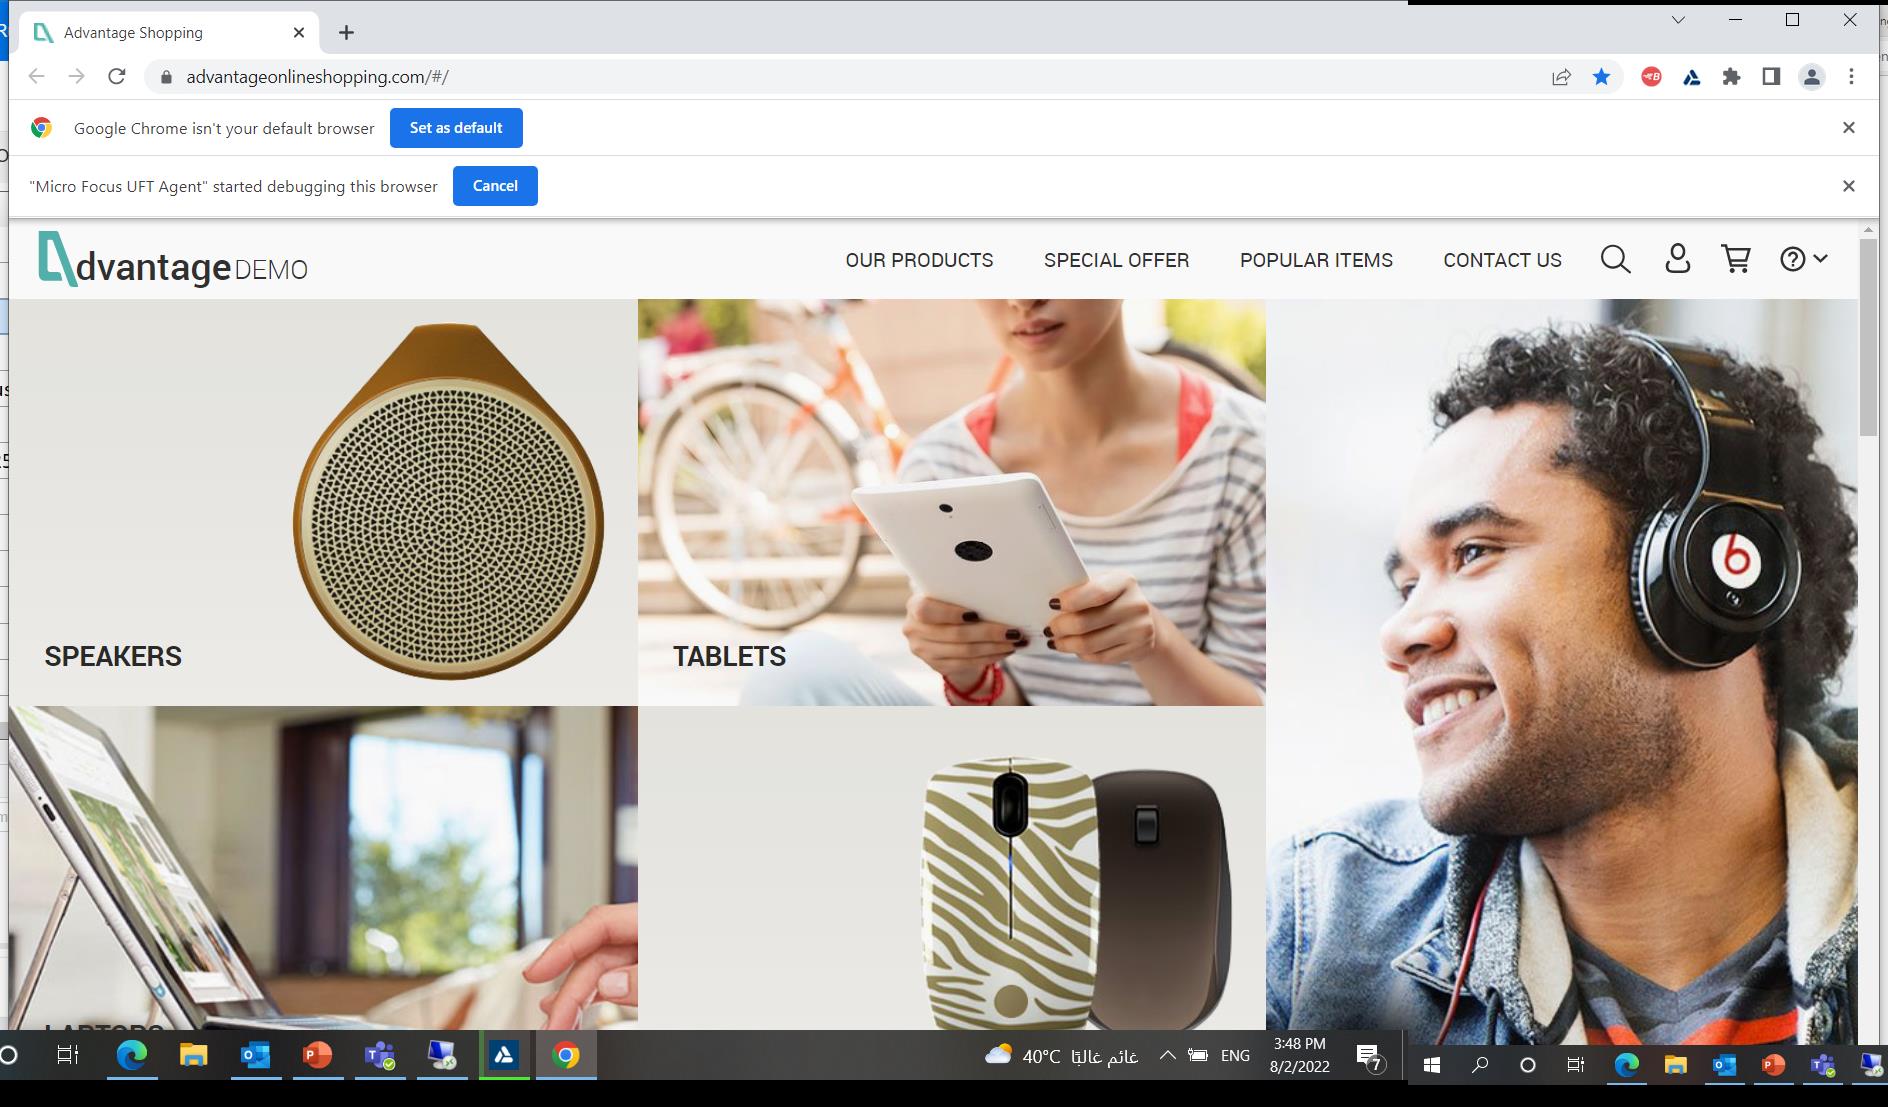 Advantage Shopping
advantageonlineshopping.com/#/
Google Chrome isn't your default browser
Set as default
"Micro Focus UFT Agent" started debugging this browser
Cancel
dvantage DEMO
OUR PRODUCTS
SPECIAL OFFER
POPULAR ITEMS
CONTACT US
SPEAKERS
TABLETS
LAPTOPS
40°C غائم غالبًا
ENG
3:48 PM
8/2/2022
7